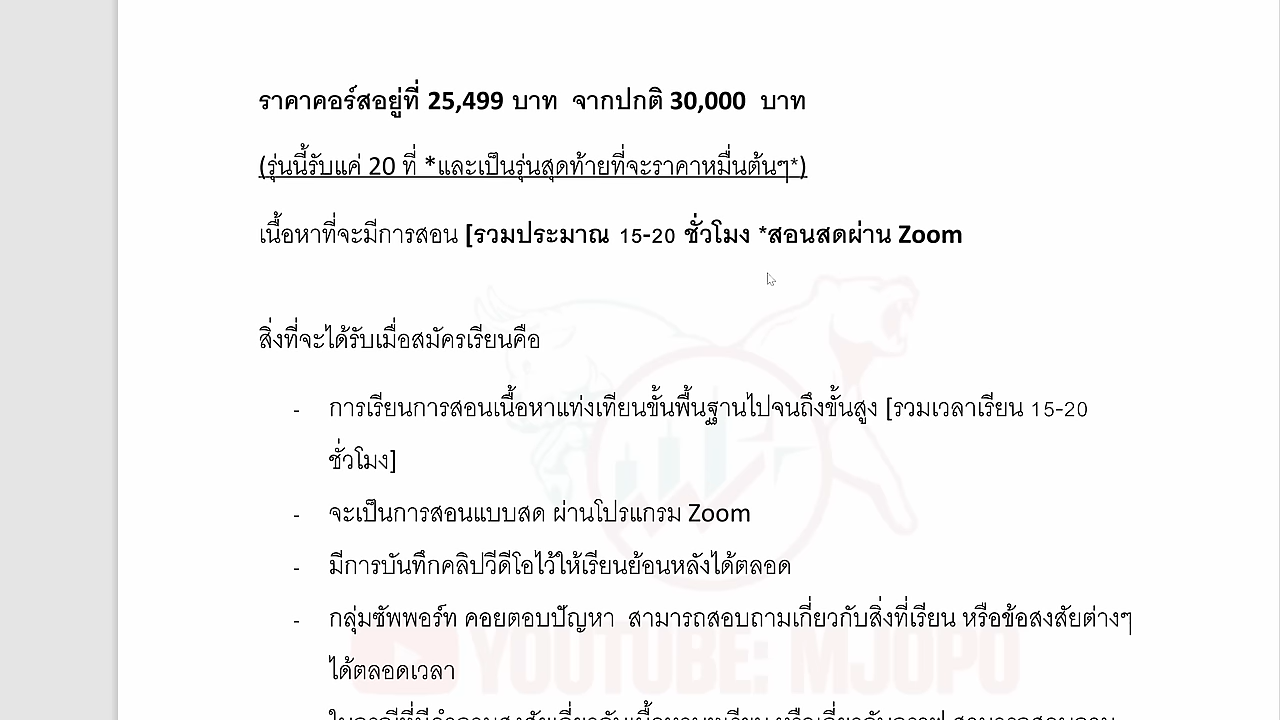 ราคาคอร์สอยู่ที่ 25,499 บาท จากปกติ 30,000 บาท
(รุ่นนี้รับแค่ 20 ที่ *และเป็นรุ่นสุดท้ายที่จะราคาหมื่นต้นๆ*)
เนื้อหาที่จะมีการสอน [รวมประมาณ 15-20 ชั่วโมง *สอนสดผ่าน Zoom
สิ่งที่จะได้รับเมื่อสมัครเรียนคือ
- การเรียนการสอนเนื้อหาแท่งเทียนขั้นพื้นฐานไปจนถึงขั้นสูง [รวมเวลาเรียน 15-20
ชั่วโมง]
- จะเป็นการสอนแบบสด ผ่านโปรแกรม Zoom
- มีการบันทึกคลิปวีดีโอไว้ให้เรียนย้อนหลังได้ตลอด
- กลุ่มซัพพอร์ท คอยตอบปัญหา สามารถสอบถามเกี่ยวกับสิ่งที่เรียน หรือข้อสงสัยต่างๆ
ได้ตลอดเวลา
YOUTUBE: MJOPO